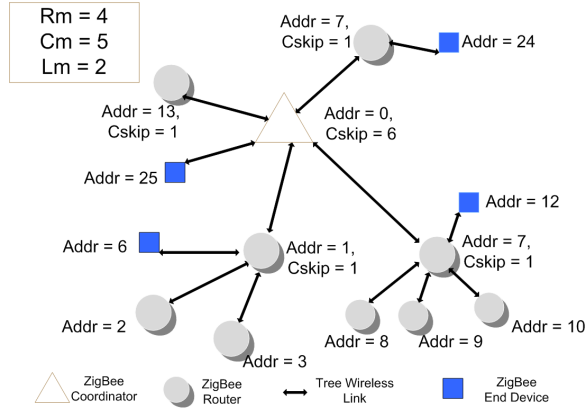 Rm = 4
Cm = 5
Lm = 2
Addr = 7,
Cskip = 1
Addr = 24
Addr = 13,
Cskip = 1
Addr = 0,
Cskip = 6
Addr = 25
Addr = 12
Addr = 6
Addr = 1,
Cskip = 1
Addr = 7,
Cskip = 1
Addr = 2
Addr = 3
Addr = 8
Addr = 9
Addr = 10
ZigBee
Coordinator
ZigBee
Router
Tree Wireless
Link
ZigBee
End Device